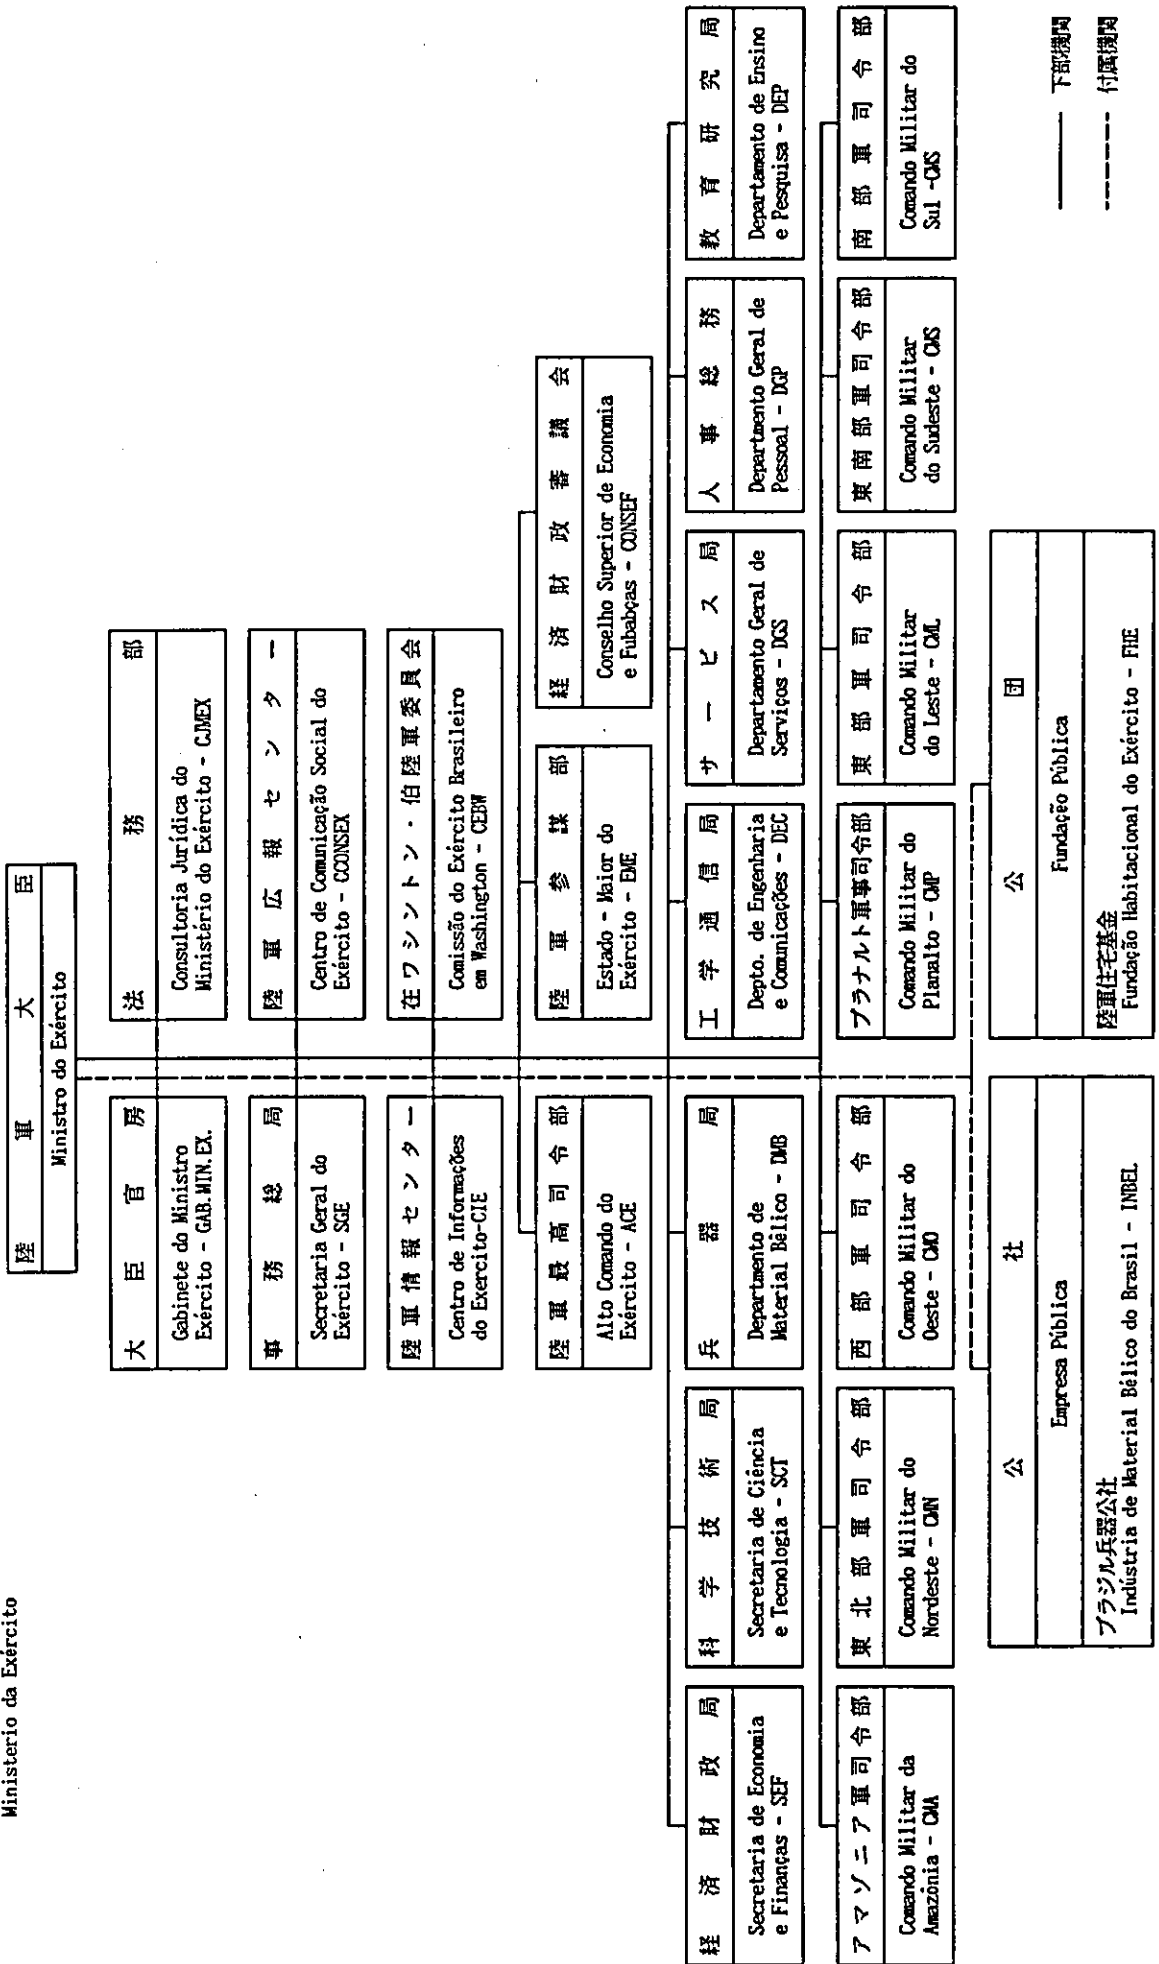 Ministerio da Exército
陸軍大臣
Ministro do Exército
大臣官房
Gabinete do Ministro
Exército - GAB.MIN.EX.
法務部
Consultoria Jurídica do
Ministério do Exército - CJMEX
事務総局
Secretaria Geral do
Exército - SGE
陸軍広報センター
Centro de Comunicação Social do
Exército - CCONSEX
陸軍情報センター
Centro de Informações
do Exercito-CIE
在ワシントン・伯陸軍委員会
Comissão do Exército Brasileiro
em Washington - CEBW
陸軍最高司令部
Alto Comando do
Exército - ACE
陸軍参謀部
Estado - Maior do
Exército - EME
経済財政審議会
Conselho Superior de Economia
e Fubabças - CONSEF
経済財政局
Secretaria de Economia
e Finanças - SEF
科学技術局
Secretaria de Ciência
e Tecnologia - SCT
兵器局
Departmento de
Material Bélico - DMB
工学通信局
Depto. de Engenharia
e Comunicações - DEC
サービス局
Departamento Geral de
Serviços - DGS
人事総務
Departmento Geral de
Pessoal - DGP
教育研究局
Departamento de Ensino
e Pesquisa - DEP
アマゾニア軍司令部
Comando Militar da
Amazônia - CMA
東北部軍司令部
Comando Militar do
Nordeste - CMN
西部軍司令部
Comando Militar do
Oeste - CMO
プラナルト軍事司令部
Comando Militar do
Planalto - CMP
東部軍司令部
Comando Militar
do Leste - CML
東南部軍司令部
Comando Militar
do Sudeste - CMS
南部軍司令部
Comando Militar do
Sul -CMS
公社
Empresa Pública
ブラジル兵器公社
Indústria de Material Bélico do Brasil - INBEL
公団
Fundação Pública
陸軍住宅基金
Fundação Habitacional do Exército - FHE
下部機関
付属機関